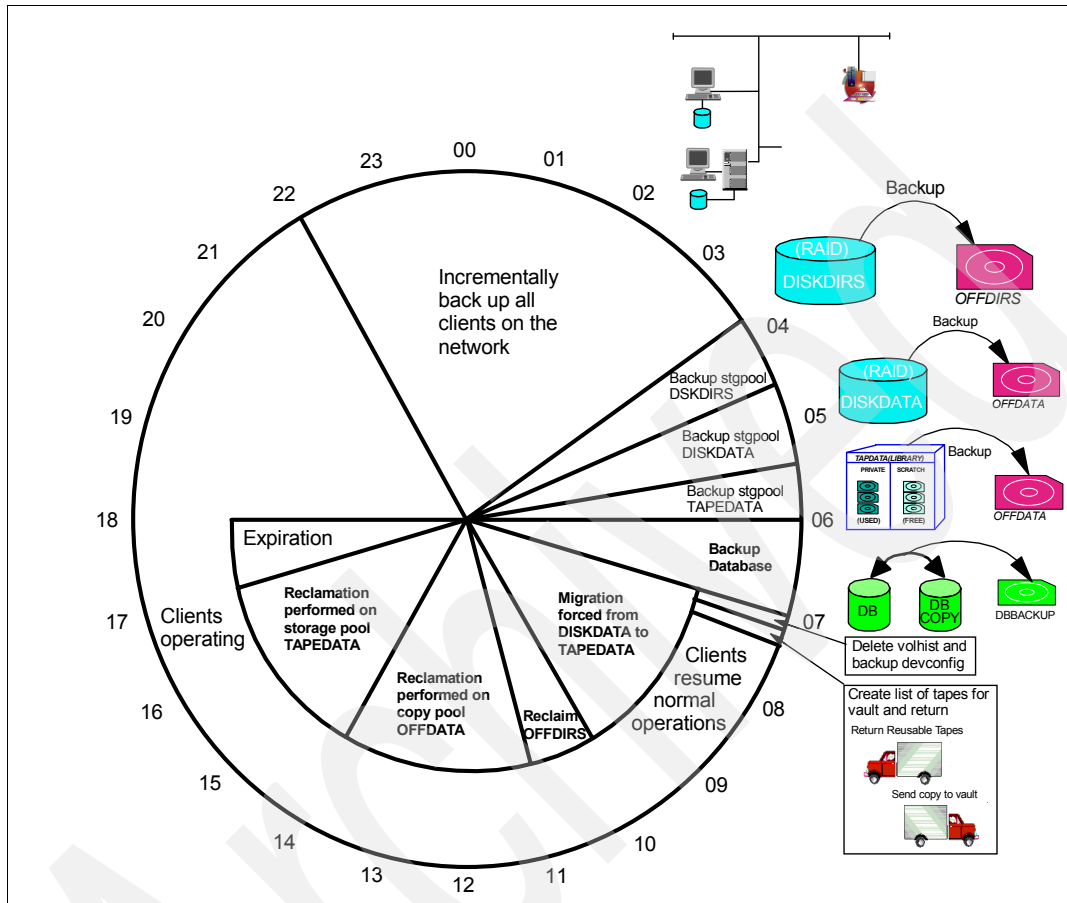 00
01
02
03
04
05
06
07
08
09
10
11
12
13
14
15
16
17
18
19
20
21
22
23
Incrementally
back up all
clients on the
network
Backup stgpool
DSKDIRS
Backup stgpool
DISKDATA
Backup stgpool
TAPEDATA
Backup
Database
Migration
forced from
DISKDATA to
TAPEDATA
Reclaim
OFFDIRS
Reclamation
performed on
copy pool
OFFDATA
Reclamation
performed on
storage pool
TAPEDATA
Expiration
Clients
operating
Clients
resume
normal
operations
Backup
(RAID)
DISKDIRS
OFFDIRS
Backup
(RAID)
DISKDATA
OFFDATA
TAPDATA(LIBRARY)
PRIVATE
SCRATCH
(USED)
(FREE)
Backup
OFFDATA
DB
DB
COPY
DBBACKUP
Delete volhist and
backup devconfig
Create list of tapes for
vault and return
Return Reusable Tapes
Send copy to vault
Archived